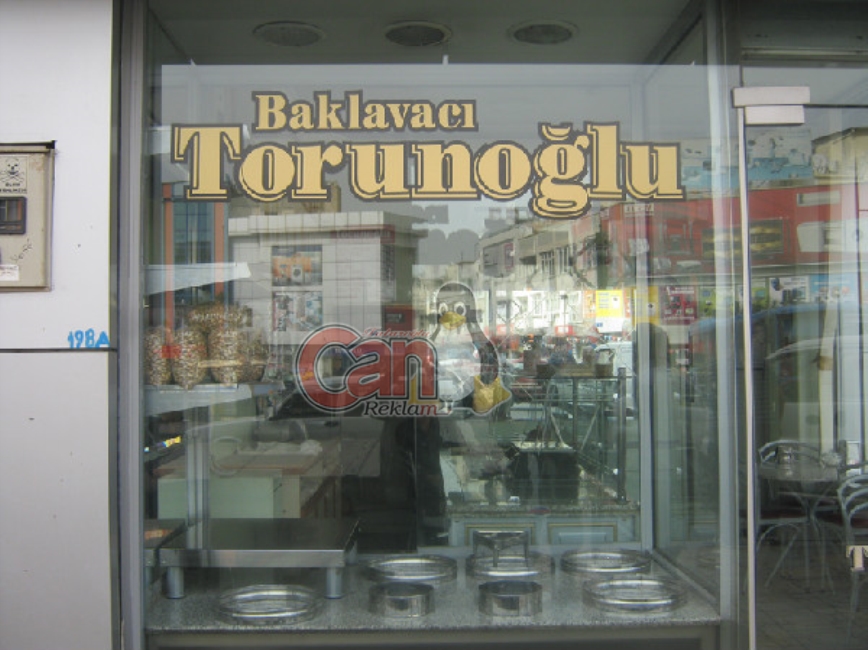 Baklavacı
Torunoğlu
Can
Reklam
198A